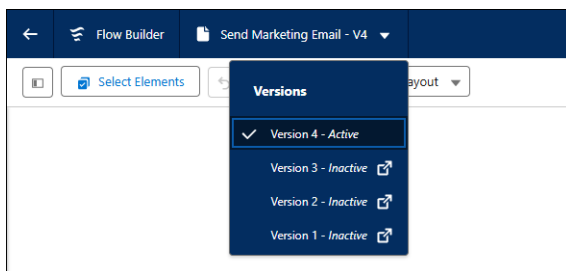 Flow Builder
Send Marketing Email - V4
Select Elements
ayout
Versions
Version 4 - Active
Version 3 - Inactive
Version 2 - Inactive
Version 1 - Inactive